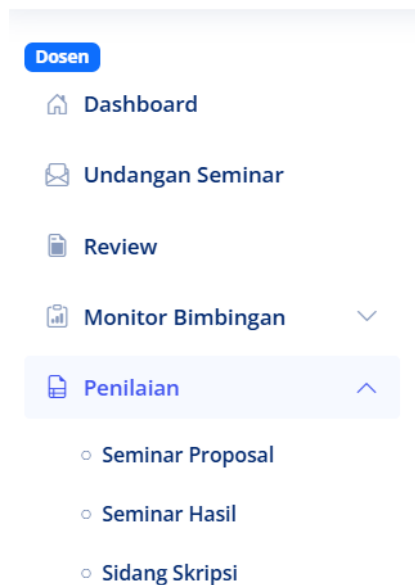 Dosen
Dashboard
Undangan Seminar
Review
Monitor Bimbingan
Penilaian
Seminar Proposal
Seminar Hasil
Sidang Skripsi